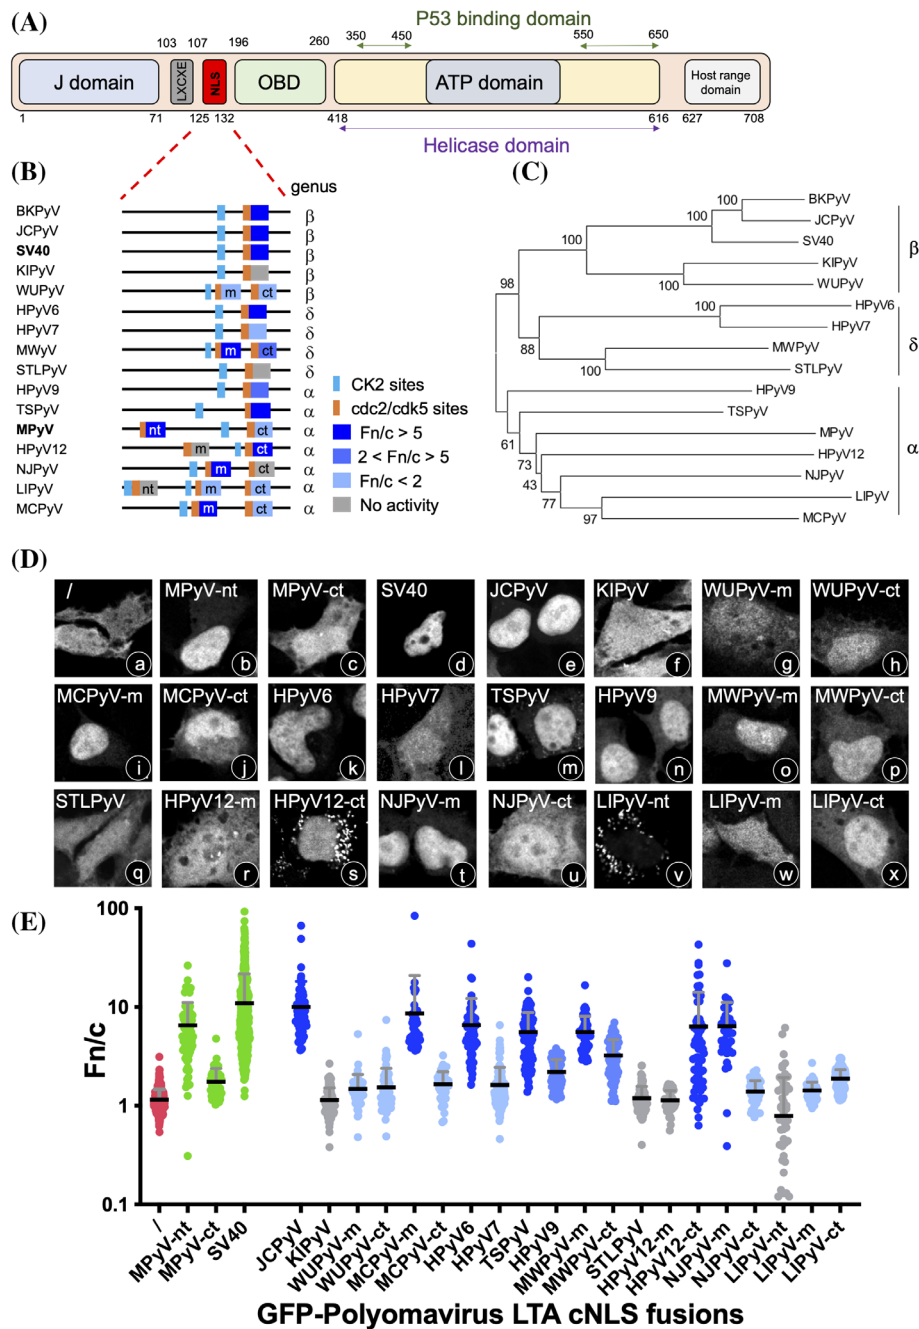 (A)
P53 binding domain
103 107 196 260 350 450 550 650
J domain LXCXE NLS OBD ATP domain Host range domain
1 71 125 132 418 616 627 708
Helicase domain
(B)
genus
BKPyV β
JCPyV β
SV40 β
KIPyV β
WUPyV m ct β
HPyV6 δ
HPyV7 δ
MWyV m ct δ
STLPyV δ
HPyV9 α
TSPyV α
MPyV nt ct α
HPyV12 m ct α
NJPyV m ct α
LIPyV nt m ct α
MCPyV m ct α
CK2 sites
cdc2/cdk5 sites
Fn/c > 5
2 < Fn/c > 5
Fn/c < 2
No activity
(C)
BKPyV
100
JCPyV
100
SV40
100
KIPyV
100
WUPyV
β
98
HPyV6
100
HPyV7
88
MWPyV
100
STLPyV
δ
HPyV9
TSPyV
61
MPyV
73
HPyV12
43
NJPyV
77
LIPyV
97
MCPyV
α
(D)
/ MPyV-nt MPyV-ct SV40 JCPyV KIPyV WUPyV-m WUPyV-ct
a b c d e f g h
MCPyV-m MCPyV-ct HPyV6 HPyV7 TSPyV HPyV9 MWPyV-m MWPyV-ct
i j k l m n o p
STLPyV HPyV12-m HPyV12-ct NJPyV-m NJPyV-ct LIPyV-nt LIPyV-m LIPyV-ct
q r s t u v w x
(E)
Fn/c
100
10
1
0.1
/
MPyV-nt
MPyV-ct
SV40
JCPyV
KIPyV
WUPyV-m
WUPyV-ct
MCPyV-m
MCPyV-ct
HPyV6
HPyV7
TSPyV
HPyV9
MWPyV-m
MWPyV-ct
STLPyV
HPyV12-m
HPyV12-ct
NJPyV-m
NJPyV-ct
LIPyV-nt
LIPyV-m
LIPyV-ct
GFP-Polyomavirus LTA cNLS fusions